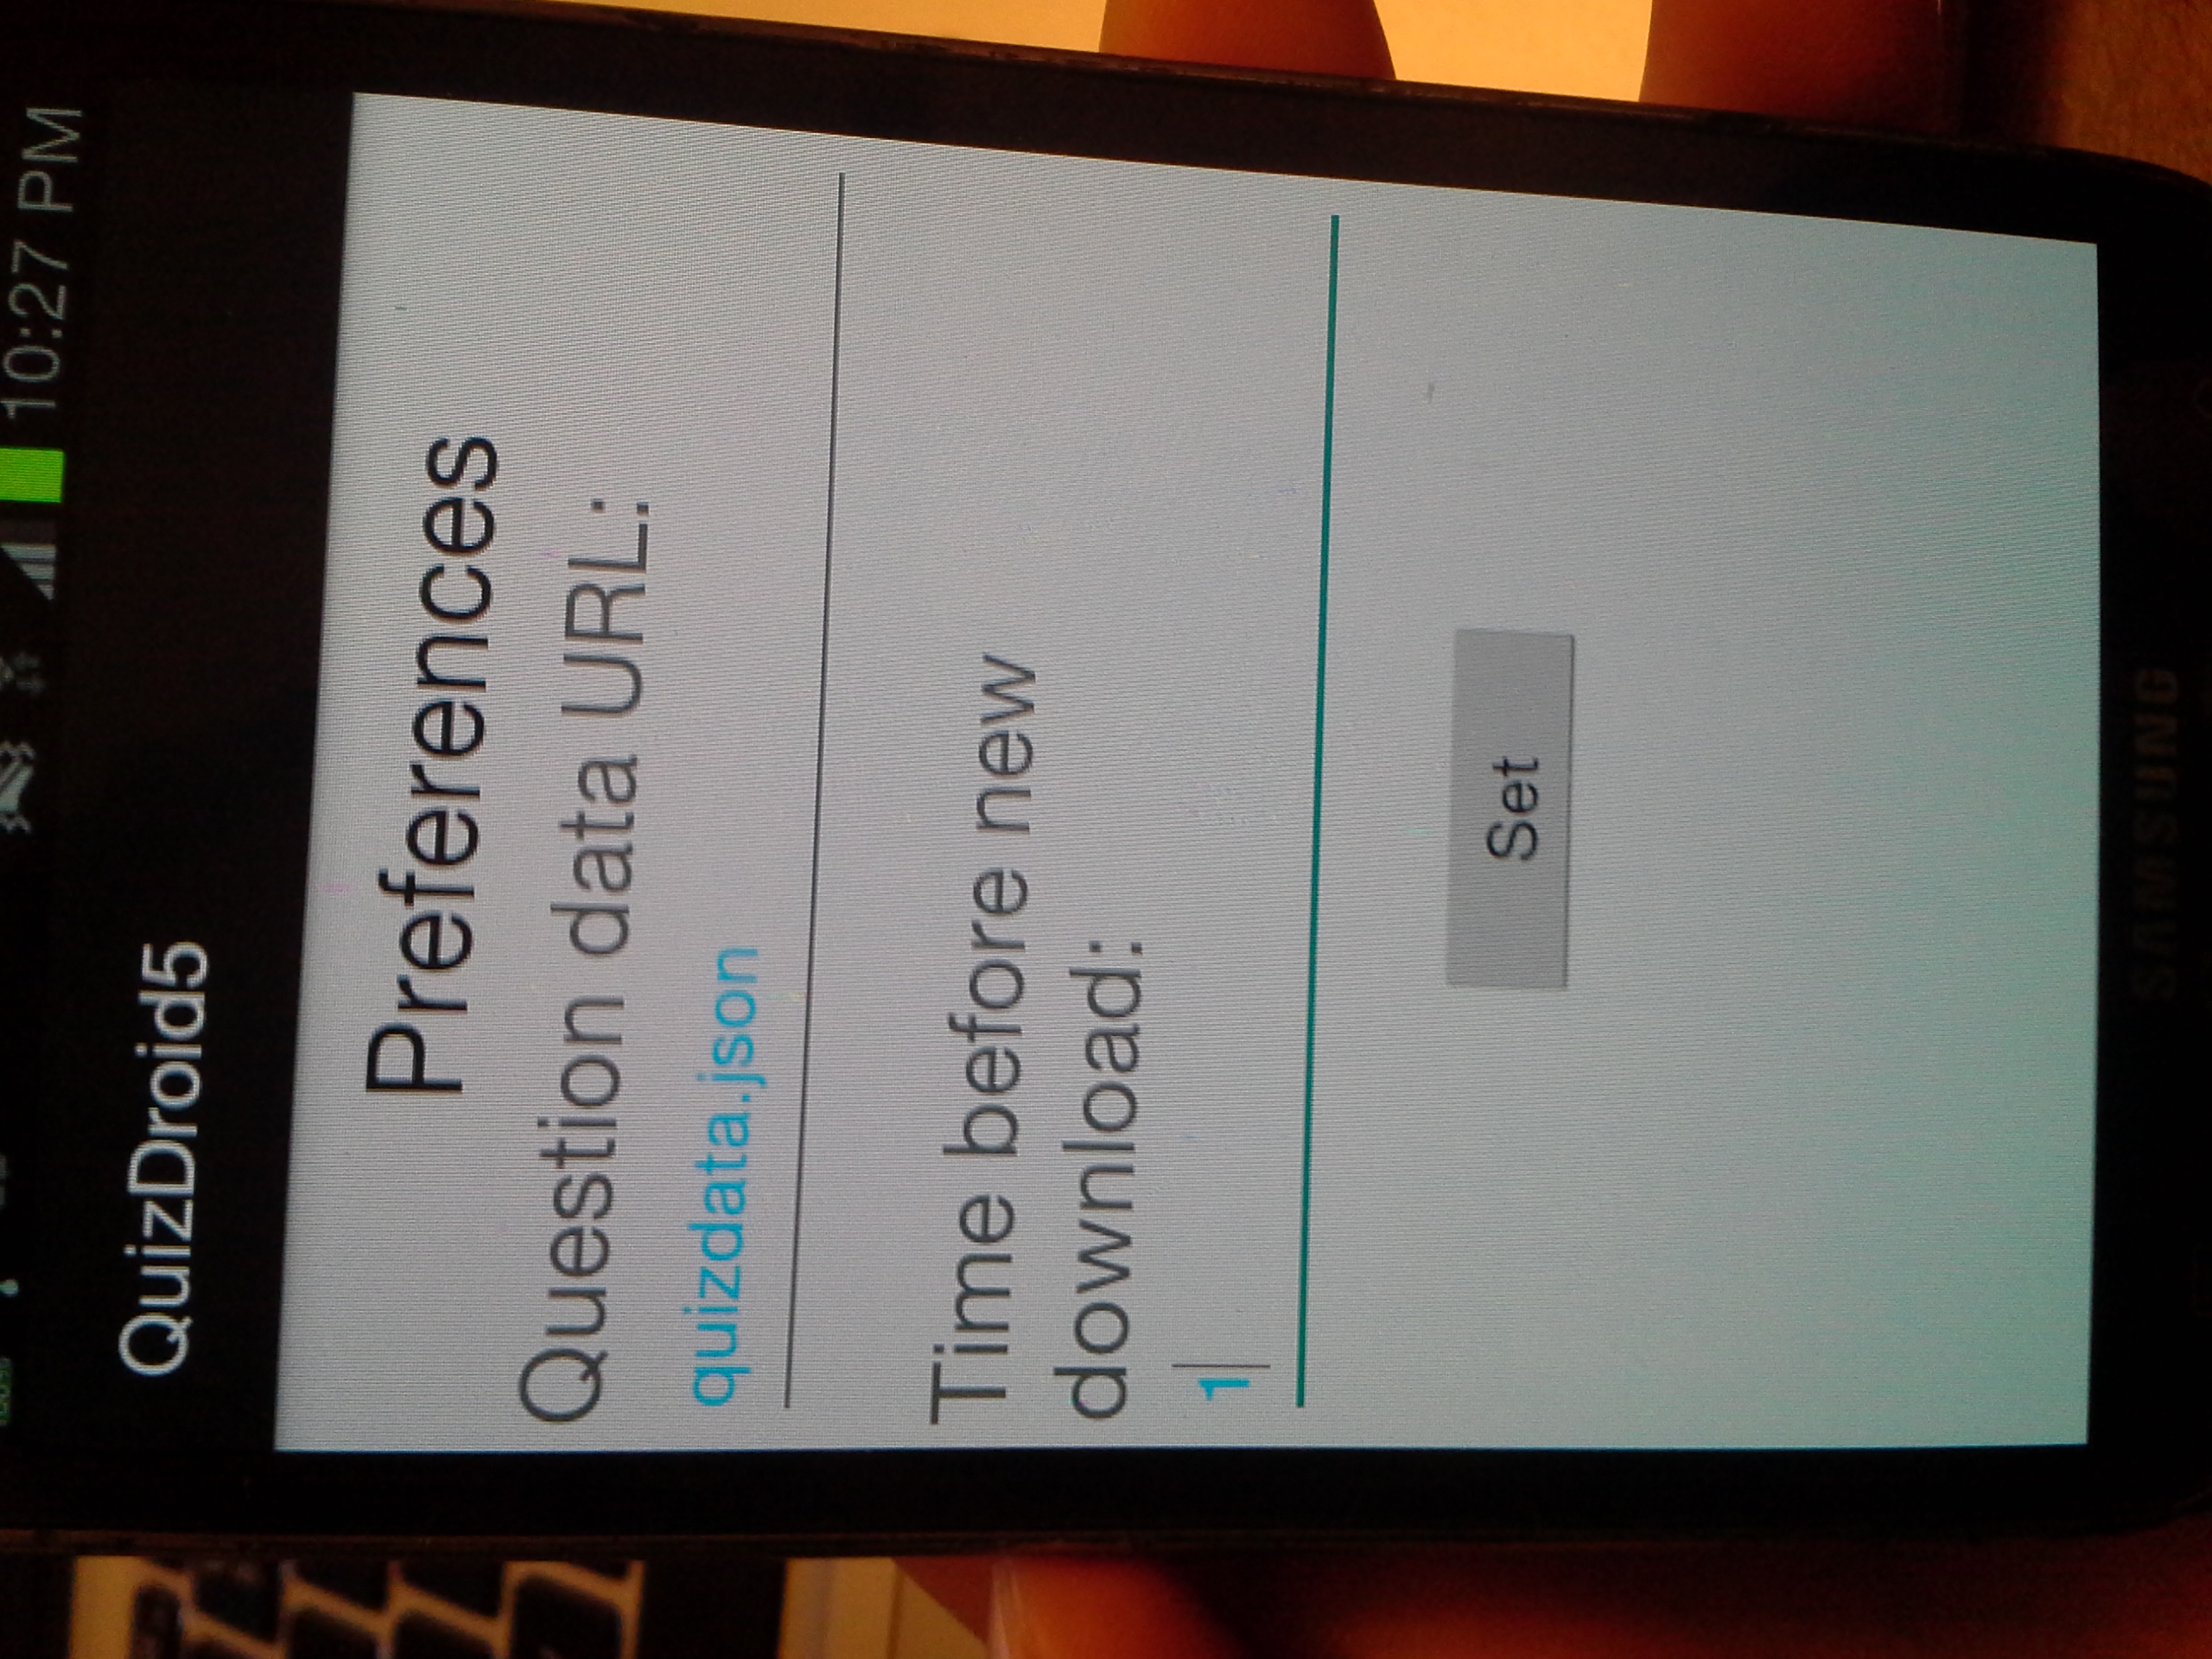 10:27 PM
QuizDroid5
Preferences
Question data URL:
quizdata.json
Time before new
download:
1
Set
SAMSUNG